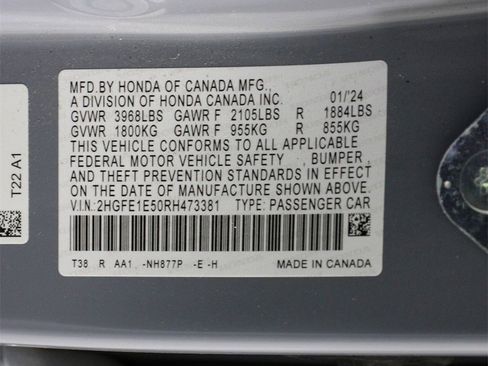 MFD.BY HONDA OF CANADA MFG.,
A DIVISION OF HONDA CANADA INC. 01/'24
GVWR 3968LBS GAWR F 2105LBS R 1884LBS
GVWR 1800KG GAWR F 955KG R 855KG
THIS VEHICLE CONFORMS TO ALL APPLICABLE
FEDERAL MOTOR VEHICLE SAFETY , BUMPER ,
AND THEFT PREVENTION STANDARDS IN EFFECT ON
THE DATE OF MANUFACTURE SHOWN ABOVE.
V.I.N.:2HGFE1E50RH473381 TYPE: PASSENGER CAR
T38 R AA1 -NH877P -E -H MADE IN CANADA
T22 A1